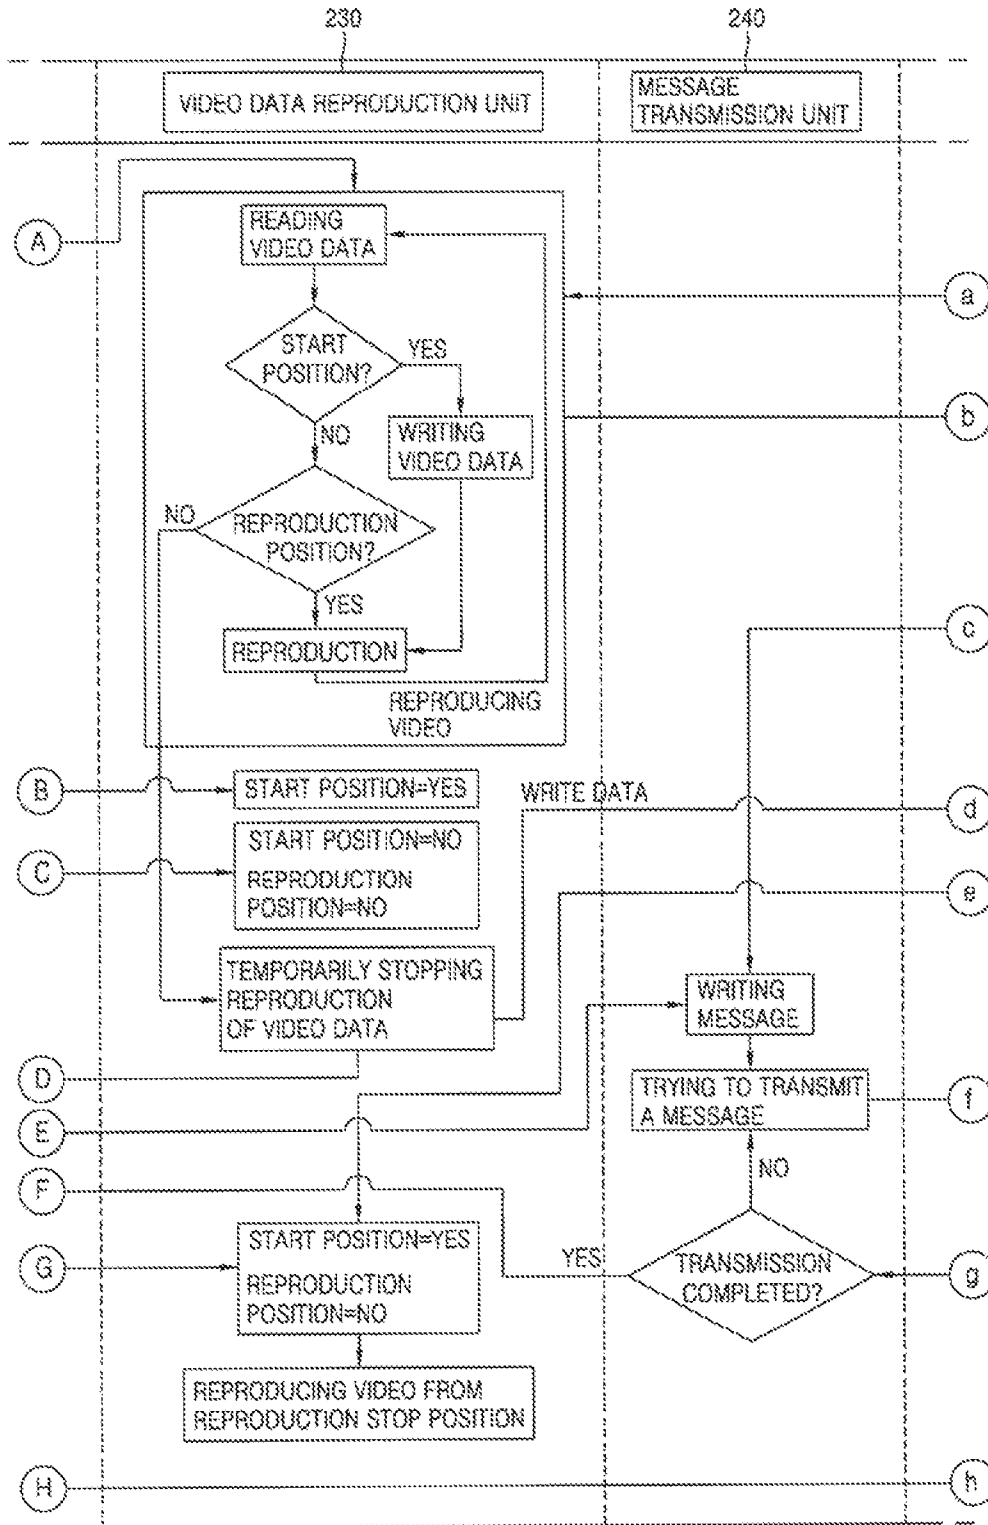 230
240
VIDEO DATA REPRODUCTION UNIT
MESSAGE
TRANSMISSION UNIT
A
READING
VIDEO DATA
a
START
POSITION?
YES
b
NO
WRITING
VIDEO DATA
NO
REPRODUCTION
POSITION?
YES
c
REPRODUCTION
REPRODUCING
VIDEO
B
START POSITION=YES
WRITE DATA
d
C
START POSITION=NO
REPRODUCTION
POSITION=NO
e
TEMPORARILY STOPPING
REPRODUCTION
OF VIDEO DATA
WRITING
MESSAGE
D
TRYING TO TRANSMIT
A MESSAGE
f
E
NO
F
START POSITION=YES
REPRODUCTION
POSITION=NO
G
YES
TRANSMISSION
COMPLETED?
g
REPRODUCING VIDEO FROM
REPRODUCTION STOP POSITION
H
h